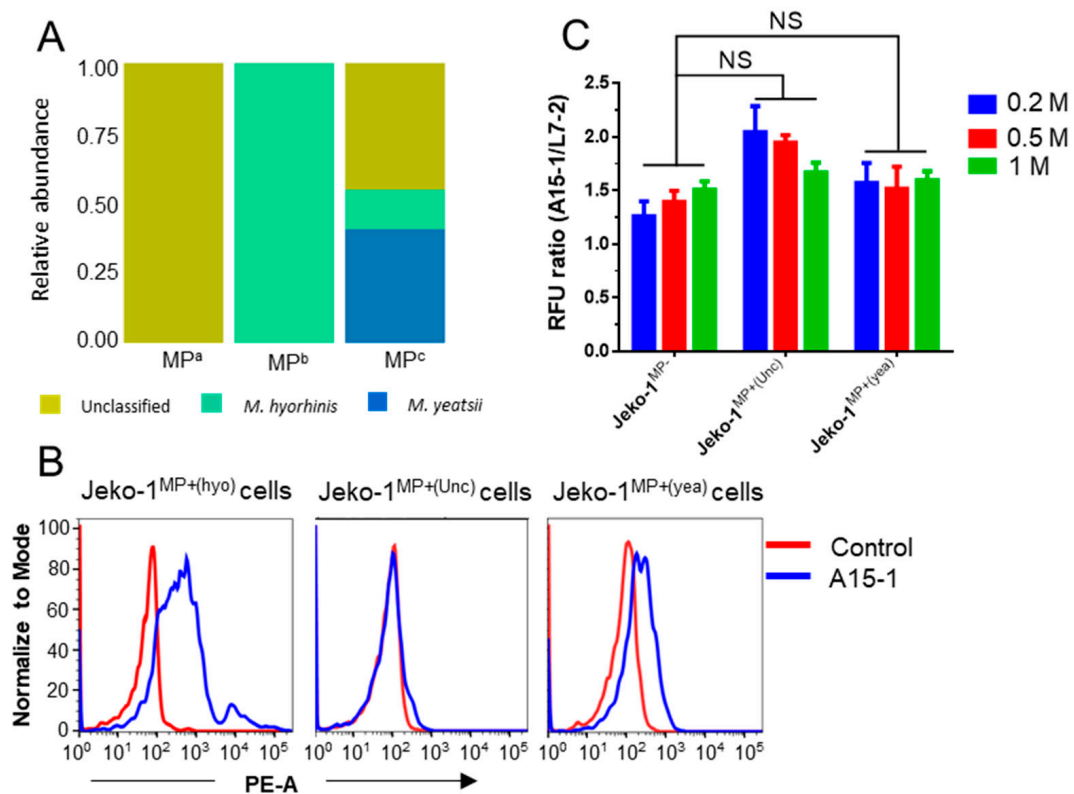 A
1.00
0.75
0.50
0.25
0.00
Relative abundance
MPᵃ MPᵇ MPᶜ
Unclassified M. hyorhinis M. yeatsii
C
NS
NS
2.5
2.0
1.5
1.0
0.5
0.0
RFU ratio (A15-1/L7-2)
0.2 M
0.5 M
1 M
Jeko-1ᴹᴾ⁻
Jeko-1ᴹᴾ⁺⁽ᵁⁿᶜ⁾
Jeko-1ᴹᴾ⁺⁽ʸᵉᵃ⁾
B
Jeko-1ᴹᴾ⁺⁽ʰʸᵒ⁾ cells Jeko-1ᴹᴾ⁺⁽ᵁⁿᶜ⁾ cells Jeko-1ᴹᴾ⁺⁽ʸᵉᵃ⁾ cells
100
80
60
40
20
0
Normalize to Mode
Control
A15-1
10⁰ 10¹ 10² 10³ 10⁴ 10⁵ 10⁰ 10¹ 10² 10³ 10⁴ 10⁵ 10⁰ 10¹ 10² 10³ 10⁴ 10⁵
PE-A